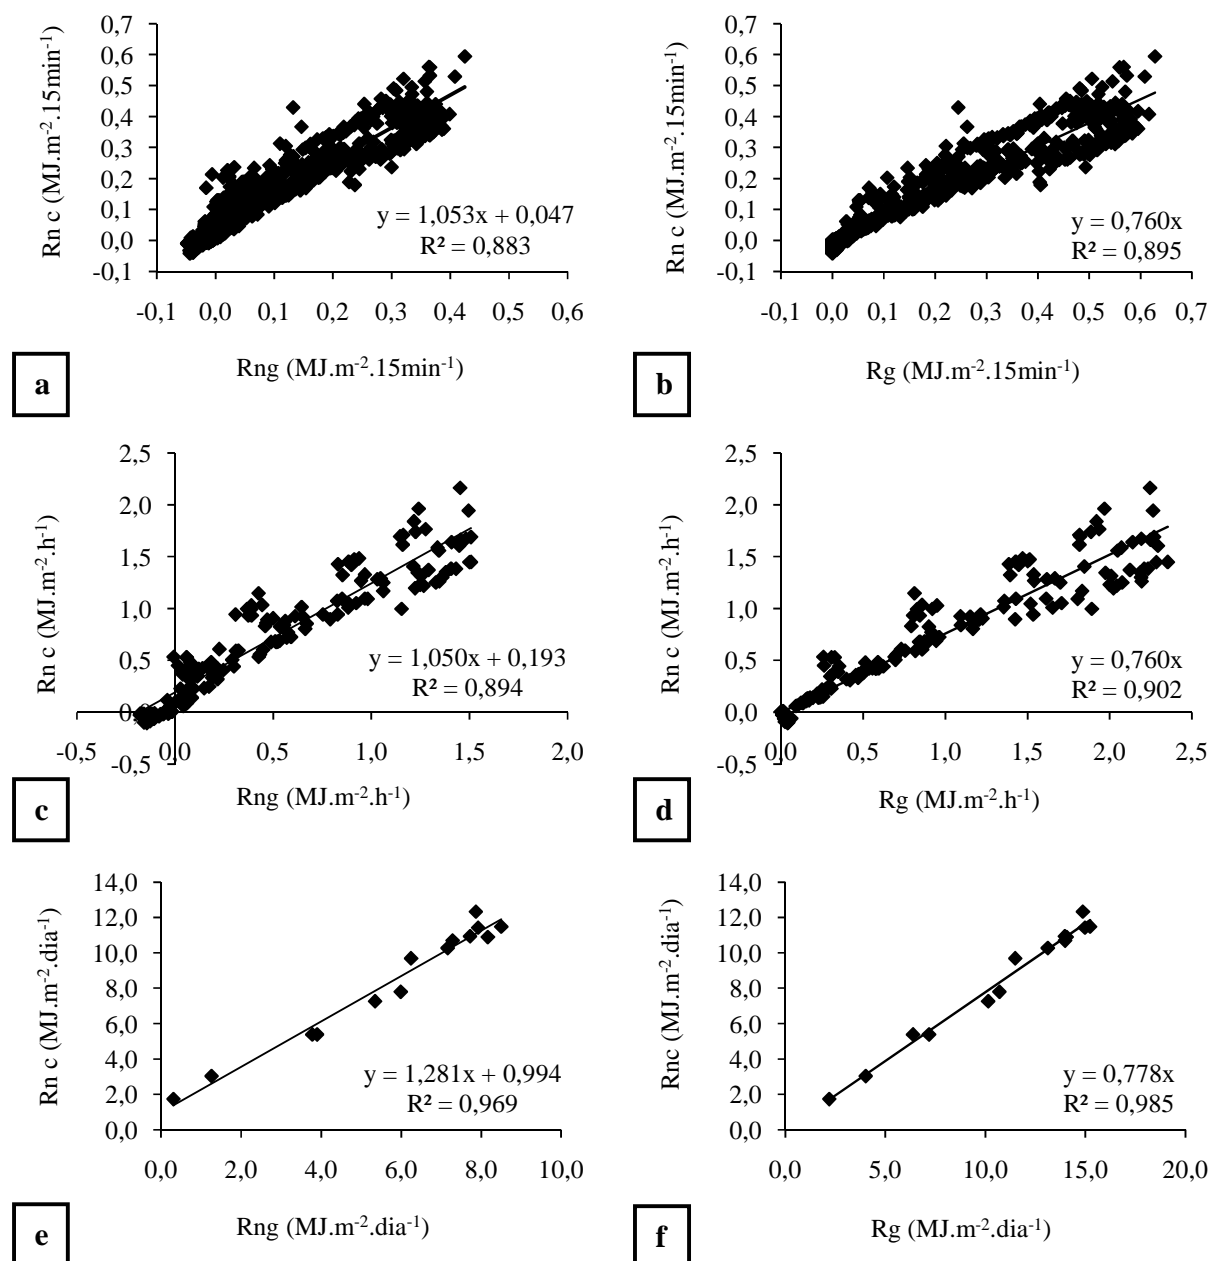 0,7
0,6
0,5
0,4
0,3
0,2
0,1
0,0
-0,1
Rn c (MJ.m-2.15min-1)
y = 1,053x + 0,047
R² = 0,883
-0,1 0,0 0,1 0,2 0,3 0,4 0,5 0,6
Rng (MJ.m-2.15min-1)
a
0,7
0,6
0,5
0,4
0,3
0,2
0,1
0,0
-0,1
Rn c (MJ.m-2.15min-1)
y = 0,760x
R² = 0,895
-0,1 0,0 0,1 0,2 0,3 0,4 0,5 0,6 0,7
Rg (MJ.m-2.15min-1)
b
2,5
2,0
1,5
1,0
0,5
0,0
-0,5
Rn c (MJ.m-2.h-1)
y = 1,050x + 0,193
R² = 0,894
-0,5 0,0 0,5 1,0 1,5 2,0
Rng (MJ.m-2.h-1)
c
2,5
2,0
1,5
1,0
0,5
0,0
-0,5
Rn c (MJ.m-2.h-1)
y = 0,760x
R² = 0,902
0,0 0,5 1,0 1,5 2,0 2,5
Rg (MJ.m-2.h-1)
d
14,0
12,0
10,0
8,0
6,0
4,0
2,0
0,0
Rn c (MJ.m-2.dia-1)
y = 1,281x + 0,994
R² = 0,969
0,0 2,0 4,0 6,0 8,0 10,0
Rng (MJ.m-2.dia-1)
e
14,0
12,0
10,0
8,0
6,0
4,0
2,0
0,0
Rnc (MJ.m-2.dia-1)
y = 0,778x
R² = 0,985
0,0 5,0 10,0 15,0 20,0
Rg (MJ.m-2.dia-1)
f